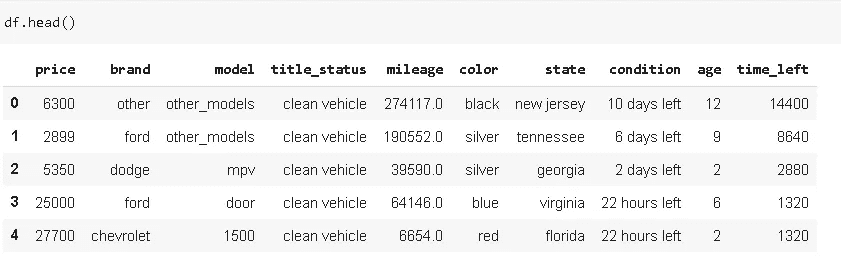 df.head()
price brand model title_status mileage color state condition age time_left
0 6300 other other_models clean vehicle 274117.0 black new jersey 10 days left 12 14400
1 2899 ford other_models clean vehicle 190552.0 silver tennessee 6 days left 9 8640
2 5350 dodge mpv clean vehicle 39590.0 silver georgia 2 days left 2 2880
3 25000 ford door clean vehicle 64146.0 blue virginia 22 hours left 6 1320
4 27700 chevrolet 1500 clean vehicle 6654.0 red florida 22 hours left 2 1320